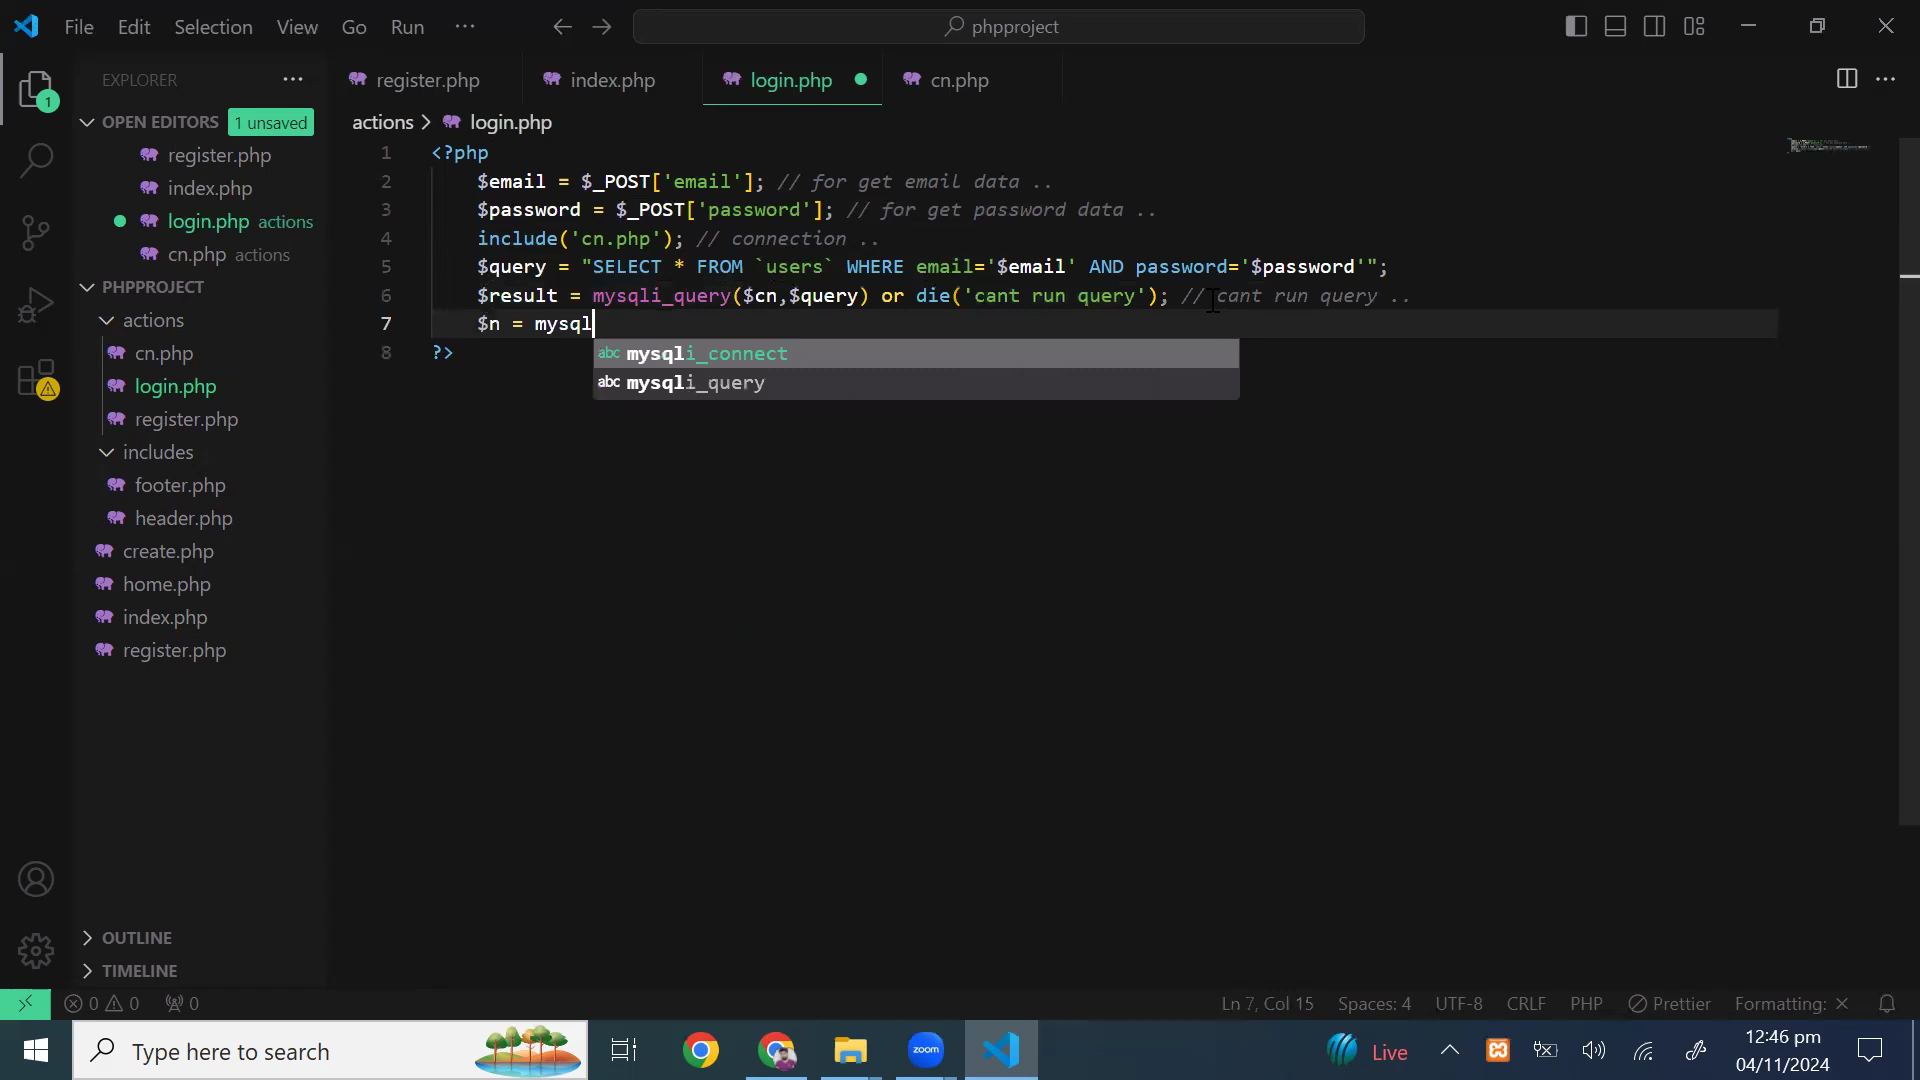 File Edit Selection View Go Run ... phpproject
EXPLORER ...
register.php index.php login.php cn.php
OPEN EDITORS 1 unsaved
register.php
index.php
login.php actions
cn.php actions
PHPPROJECT
actions
cn.php
login.php
register.php
includes
footer.php
header.php
create.php
home.php
index.php
register.php
OUTLINE
TIMELINE
1
actions > login.php
1 <?php
2 $email = $_POST['email']; // for get email data ..
3 $password = $_POST['password']; // for get password data ..
4 include('cn.php'); // connection ..
5 $query = "SELECT * FROM `users` WHERE email='$email' AND password='$password'";
6 $result = mysqli_query($cn,$query) or die('cant run query'); // cant run query ..
7 $n = mysql
8 ?>
abc mysqli_connect
abc mysqli_query
0 0 0 Ln 7, Col 15 Spaces: 4 UTF-8 CRLF PHP Prettier Formatting: ×
Type here to search zoom Live 12:46 pm
04/11/2024